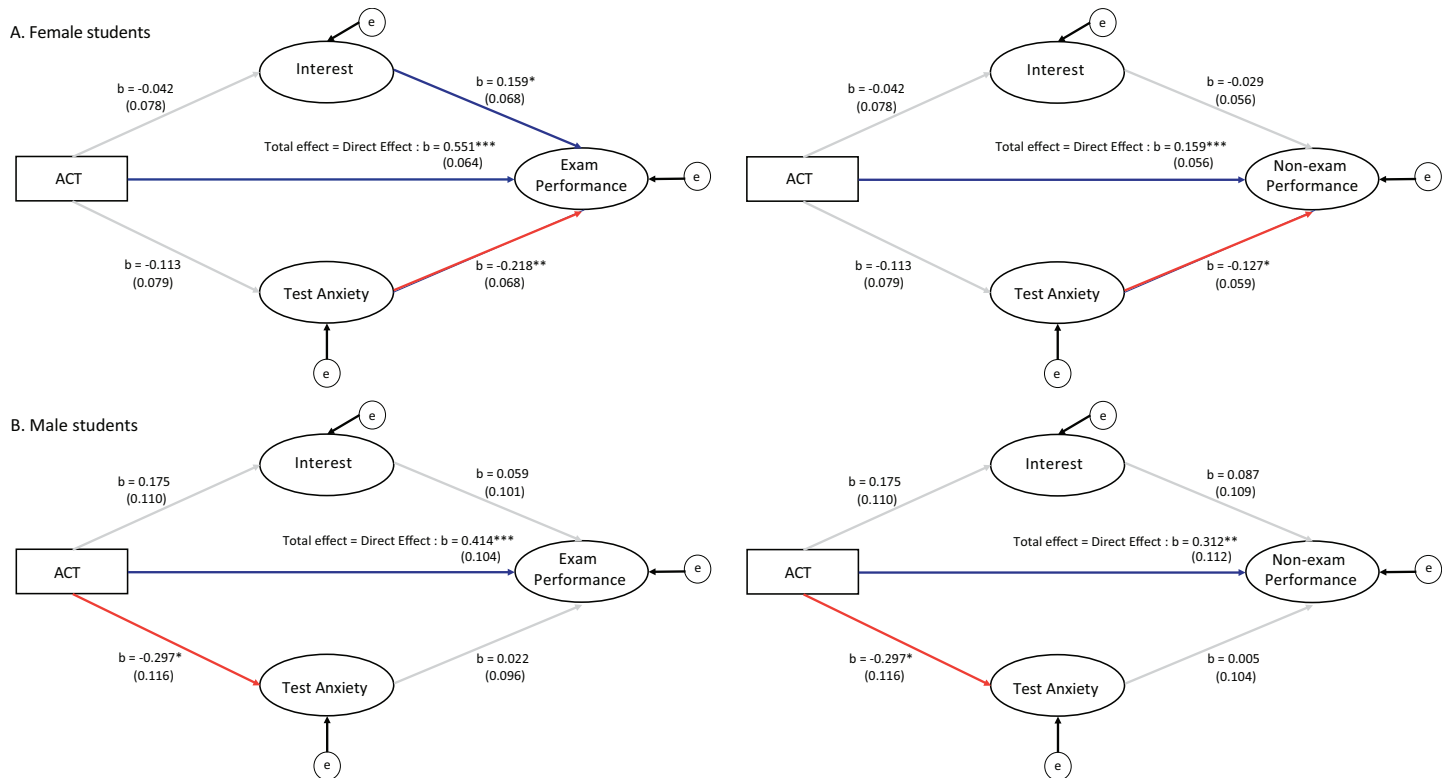 A. Female students
e
Interest
b = -0.042
(0.078)
b = 0.159*
(0.068)
Total effect = Direct Effect : b = 0.551***
(0.064)
ACT
Exam
Performance
e
b = -0.113
(0.079)
b = -0.218**
(0.068)
Test Anxiety
e
e
Interest
b = -0.042
(0.078)
b = -0.029
(0.056)
Total effect = Direct Effect : b = 0.159***
(0.056)
ACT
Non-exam
Performance
e
b = -0.113
(0.079)
b = -0.127*
(0.059)
Test Anxiety
e
B. Male students
e
Interest
b = 0.175
(0.110)
b = 0.059
(0.101)
Total effect = Direct Effect : b = 0.414***
(0.104)
ACT
Exam
Performance
e
b = -0.297*
(0.116)
b = 0.022
(0.096)
Test Anxiety
e
e
Interest
b = 0.175
(0.110)
b = 0.087
(0.109)
Total effect = Direct Effect : b = 0.312**
(0.112)
ACT
Non-exam
Performance
e
b = -0.297*
(0.116)
b = 0.005
(0.104)
Test Anxiety
e